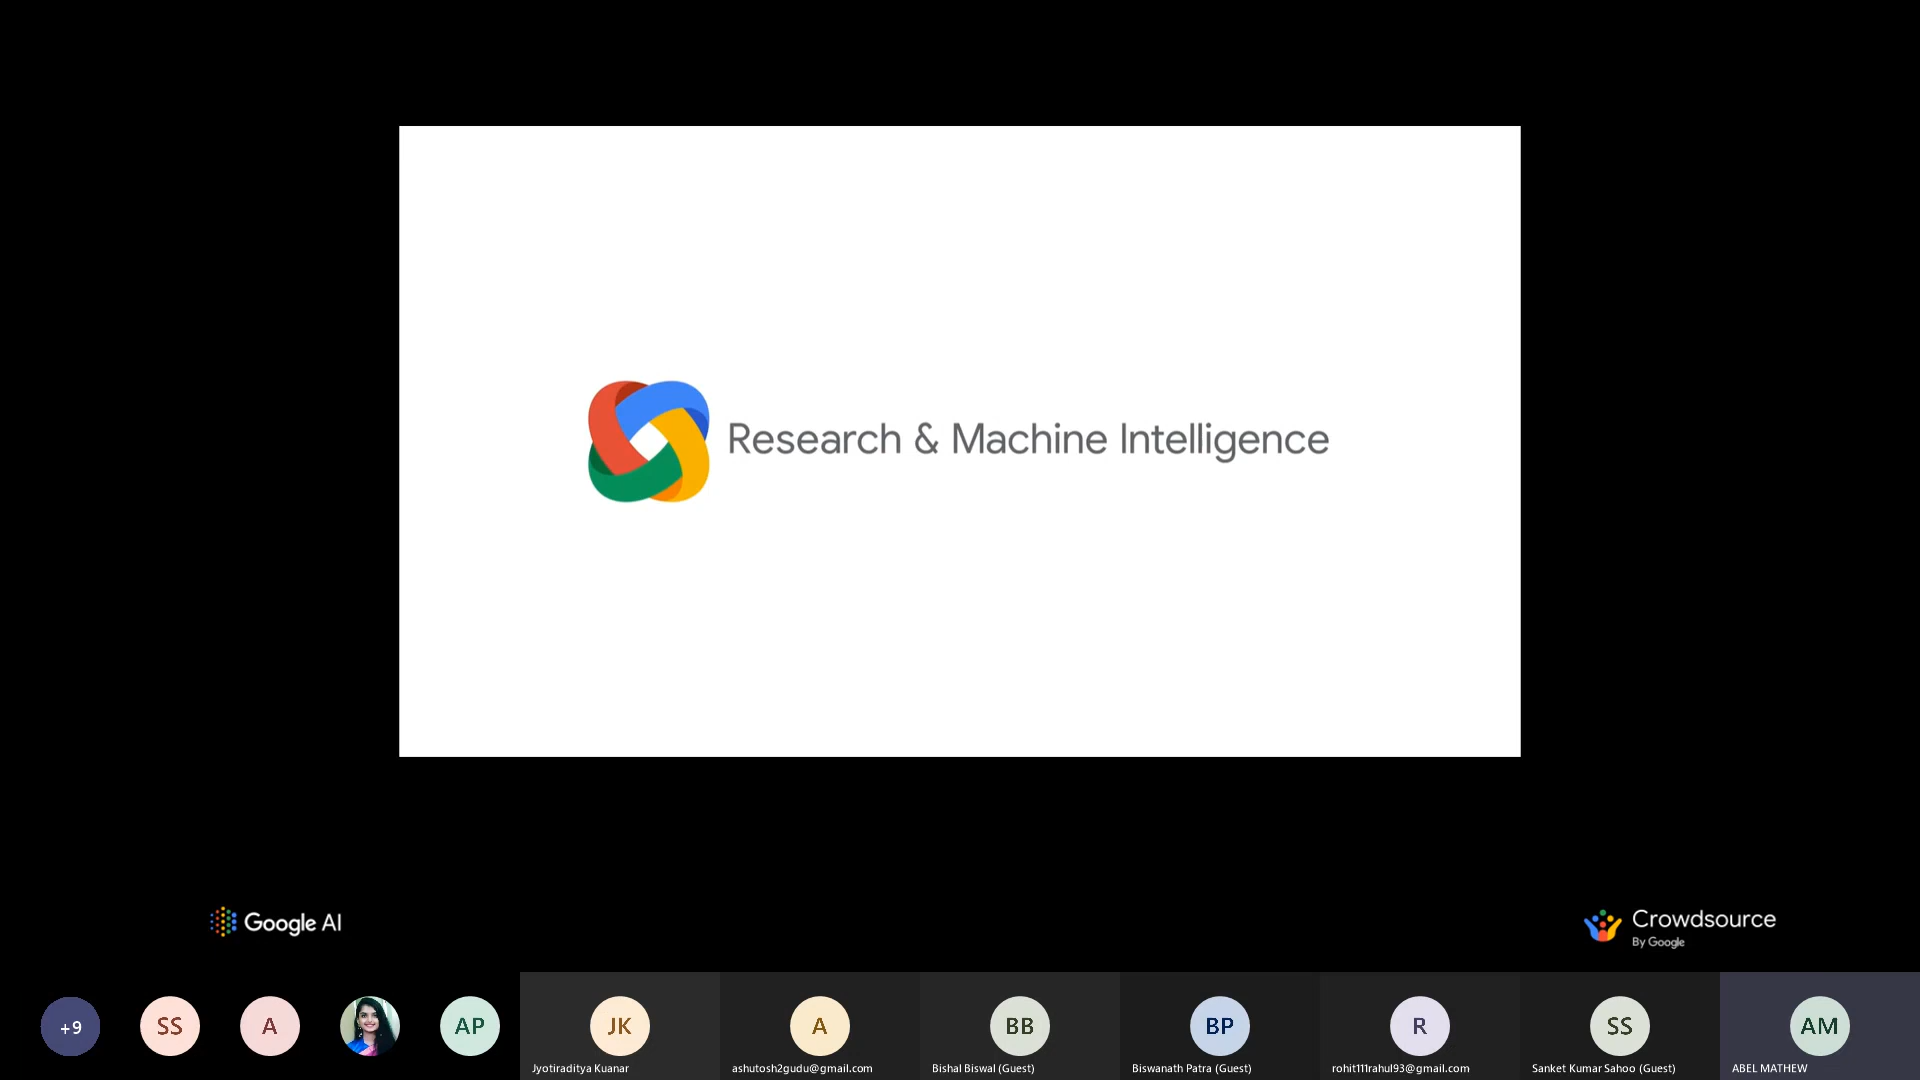 Research & Machine Intelligence
Google AI
Crowdsource
By Google
+9
SS
A
AP
JK
Jyotiraditya Kuanar
A
ashutosh2gudu@gmail.com
BB
Bishal Biswal (Guest)
BP
Biswanath Patra (Guest)
R
rohit111rahul93@gmail.com
SS
Sanket Kumar Sahoo (Guest)
AM
ABEL MATHEW